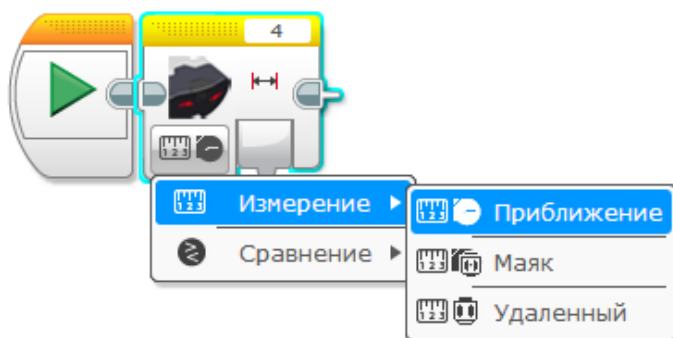 4
Измерение
Сравнение
Приближение
Маяк
Удаленный